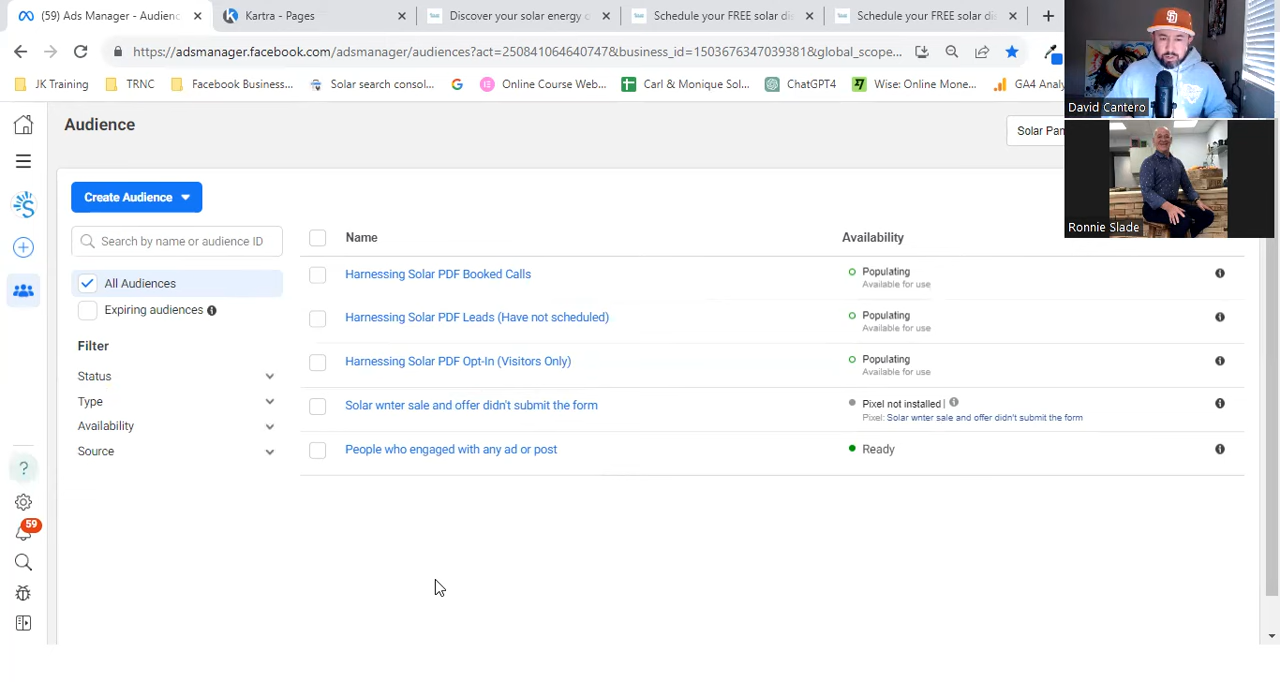 (59) Ads Manager - Audienc
Kartra - Pages
Discover your solar energy c
Schedule your FREE solar di
Schedule your FREE solar di
https://adsmanager.facebook.com/adsmanager/audiences?act=250841064640747&business_id=1503676347039381&global_scope...
JK Training
TRNC
Facebook Business...
Solar search consol...
Online Course Web...
Carl & Monique Sol...
ChatGPT4
Wise: Online Mone...
GA4 Analy
David Cantero
Ronnie Slade
Audience
Solar Pan
Create Audience
Search by name or audience ID
All Audiences
Expiring audiences
Filter
Status
Type
Availability
Source
Name
Availability
Harnessing Solar PDF Booked Calls
Populating
Available for use
Harnessing Solar PDF Leads (Have not scheduled)
Populating
Available for use
Harnessing Solar PDF Opt-In (Visitors Only)
Populating
Available for use
Solar wnter sale and offer didn't submit the form
Pixel not installed |
Pixel: Solar wnter sale and offer didn't submit the form
People who engaged with any ad or post
Ready
59